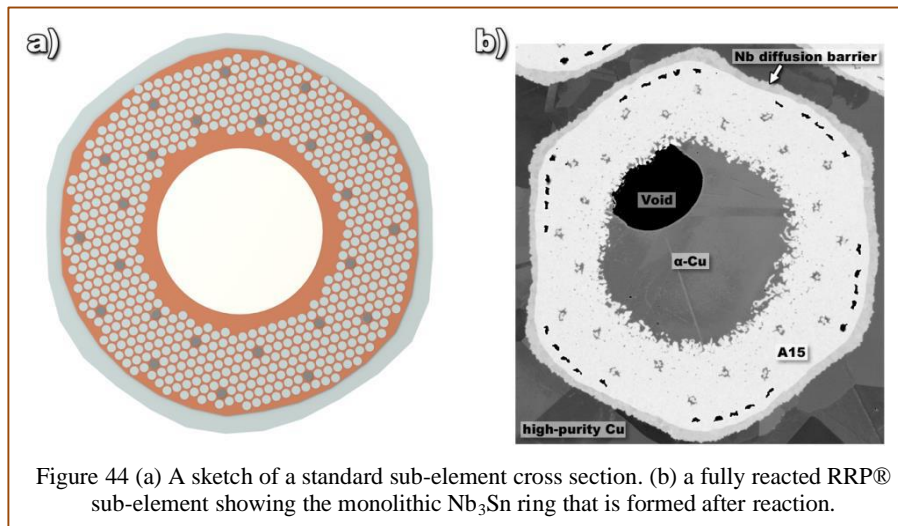 a)
b)
Nb diffusion barrier
Void
α-Cu
A15
high-purity Cu
Figure 44 (a) A sketch of a standard sub-element cross section. (b) a fully reacted RRP®
sub-element showing the monolithic Nb₃Sn ring that is formed after reaction.